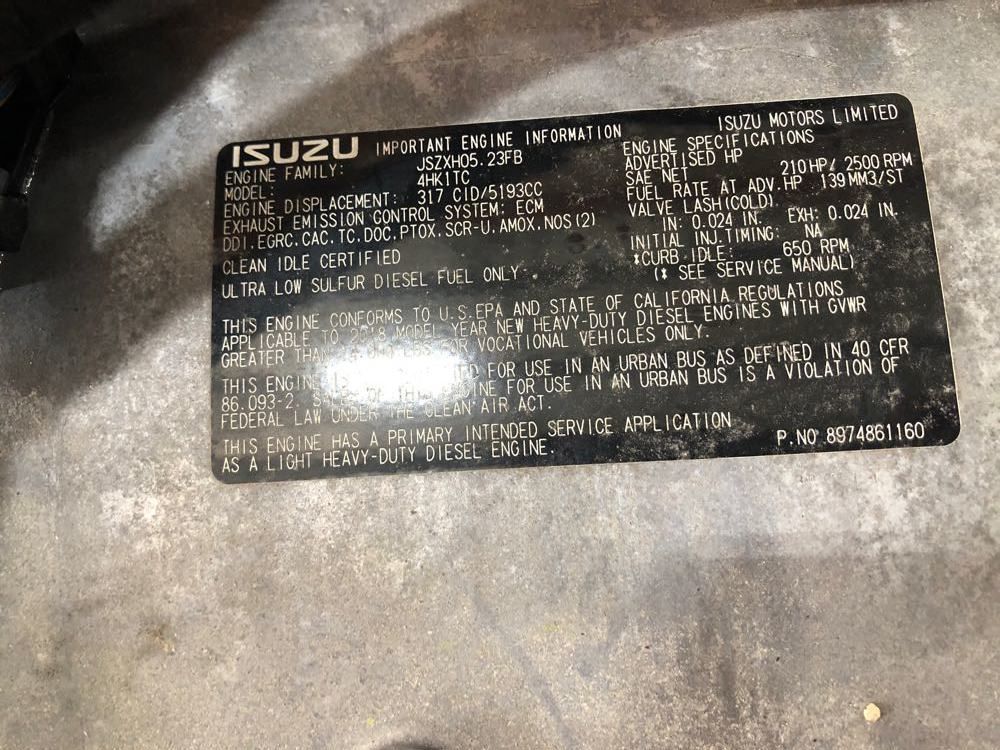 ISUZU IMPORTANT ENGINE INFORMATION
ISUZU MOTORS LIMITED
ENGINE FAMILY: JSZXH05.23FB
MODEL: 4HK1TC
ENGINE DISPLACEMENT: 317 CID/5193CC
EXHAUST EMISSION CONTROL SYSTEM: ECM
DDI.EGRC.CAC.TC.DOC.PTOX.SCR-U.AMOX.NOS(2)
CLEAN IDLE CERTIFIED
ULTRA LOW SULFUR DIESEL FUEL ONLY.
ENGINE SPECIFICATIONS
ADVERTISED HP
SAE NET 210HP/ 2500RPM
FUEL RATE AT ADV.HP 139MM3/ST
VALVE LASH(COLD)
IN: 0.024 IN. EXH: 0.024 IN.
INITIAL INJ.TIMING: NA
*CURB IDLE: 650 RPM
(* SEE SERVICE MANUAL)
THIS ENGINE CONFORMS TO U.S.EPA AND STATE OF CALIFORNIA REGULATIONS
APPLICABLE TO 2018 MODEL YEAR NEW HEAVY-DUTY DIESEL ENGINES WITH GVWR
GREATER THAN LBS FOR VOCATIONAL VEHICLES ONLY.
THIS ENGINE IS FOR USE IN AN URBAN BUS AS DEFINED IN 40 CFR
86.093-2. OF THIS ENGINE FOR USE IN AN URBAN BUS IS A VIOLATION OF
FEDERAL LAW UNDER THE CLEAN AIR ACT.
THIS ENGINE HAS A PRIMARY INTENDED SERVICE APPLICATION
AS A LIGHT HEAVY-DUTY DIESEL ENGINE.
P.NO 8974861160